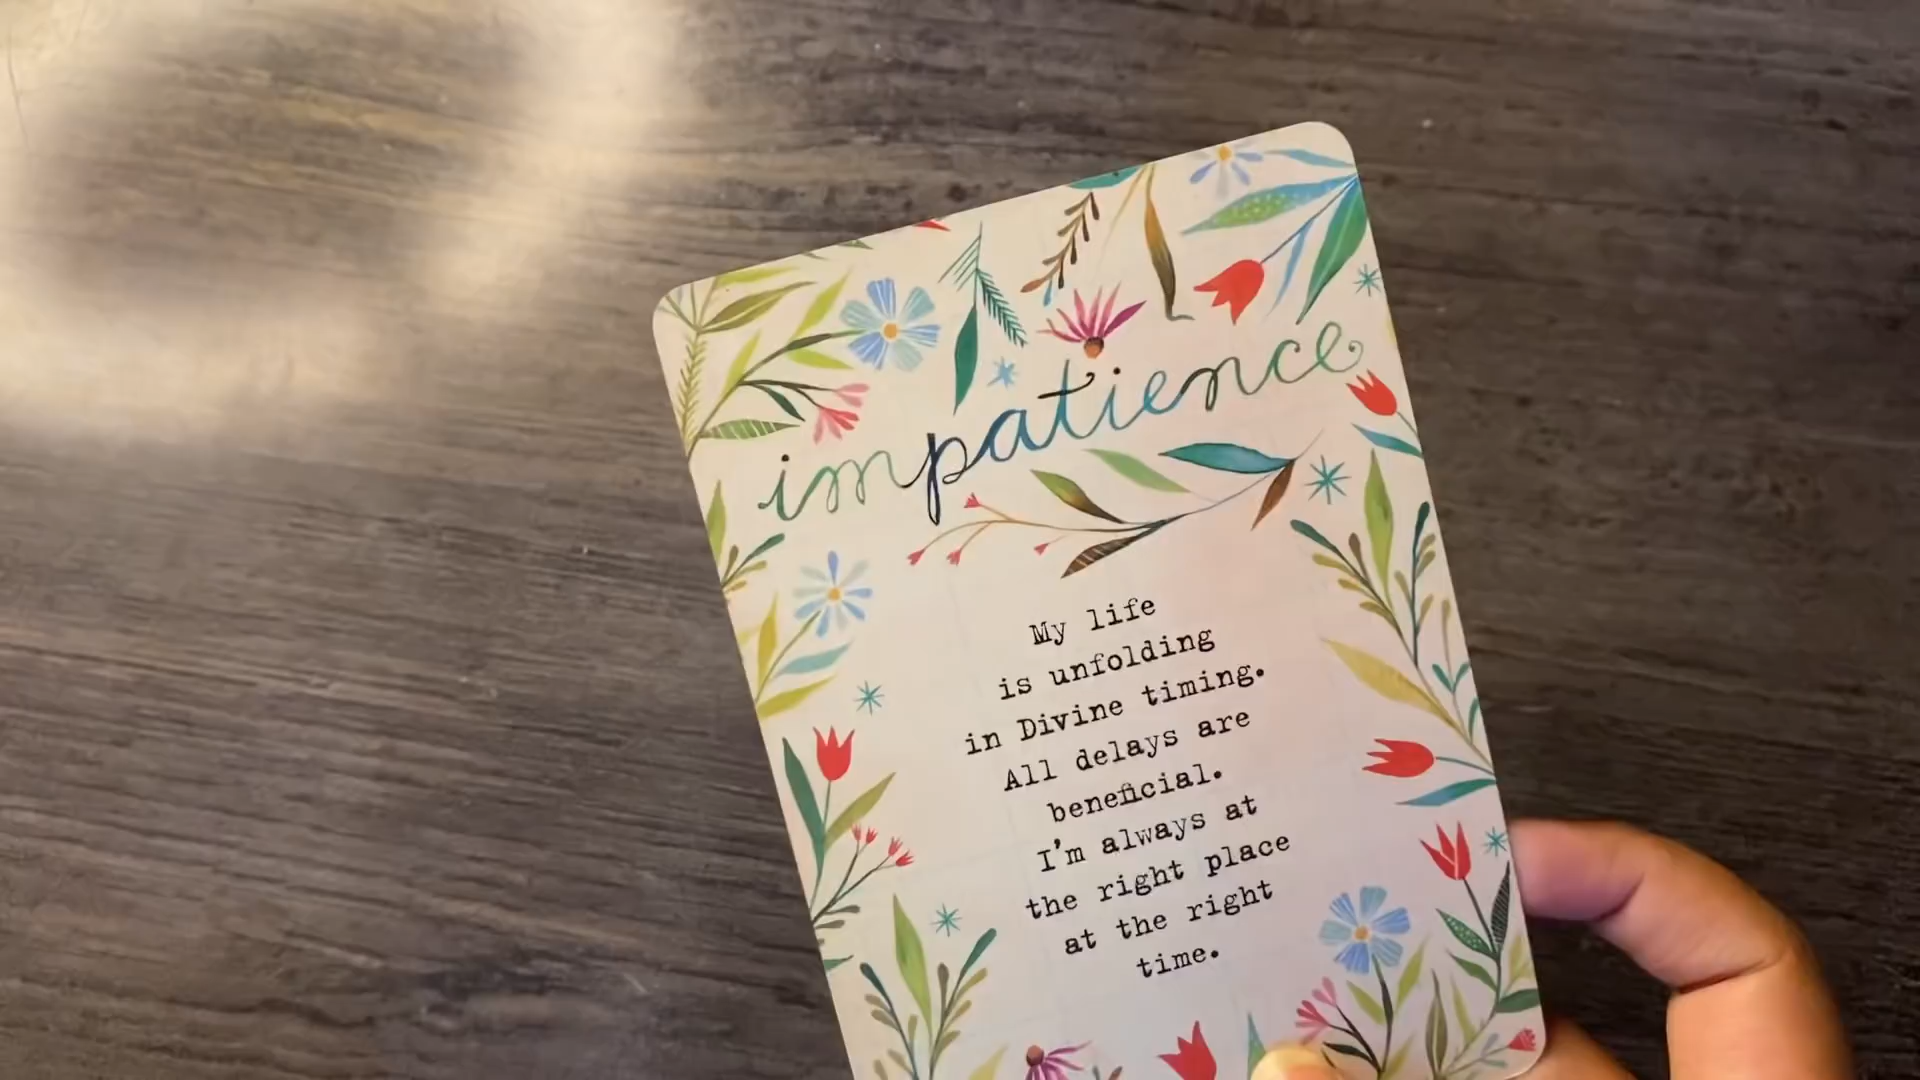 impatience
My life
is unfolding
in Divine timing.
All delays are
beneficial.
I'm always at
the right place
at the right
time.